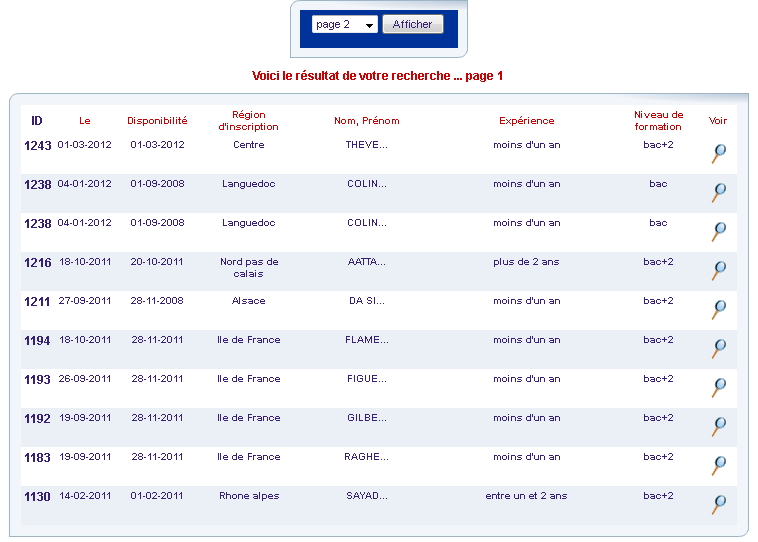 page 2 Afficher
Voici le résultat de votre recherche ... page 1
ID Le Disponibilité Région d'inscription Nom, Prénom Expérience Niveau de formation Voir
1243 01-03-2012 01-03-2012 Centre THEVE... moins d'un an bac+2
1238 04-01-2012 01-09-2008 Languedoc COLIN... moins d'un an bac
1238 04-01-2012 01-09-2008 Languedoc COLIN... moins d'un an bac
1216 18-10-2011 20-10-2011 Nord pas de calais AATTA... plus de 2 ans bac+2
1211 27-09-2011 28-11-2008 Alsace DA SI... moins d'un an bac+2
1194 18-10-2011 28-11-2011 Ile de France FLAME... moins d'un an bac+2
1193 26-09-2011 28-11-2011 Ile de France FIGUE... moins d'un an bac+2
1192 19-09-2011 28-11-2011 Ile de France GILBE... moins d'un an bac+2
1183 19-09-2011 28-11-2011 Ile de France RAGHE... moins d'un an bac+2
1130 14-02-2011 01-02-2011 Rhone alpes SAYAD... entre un et 2 ans bac+2